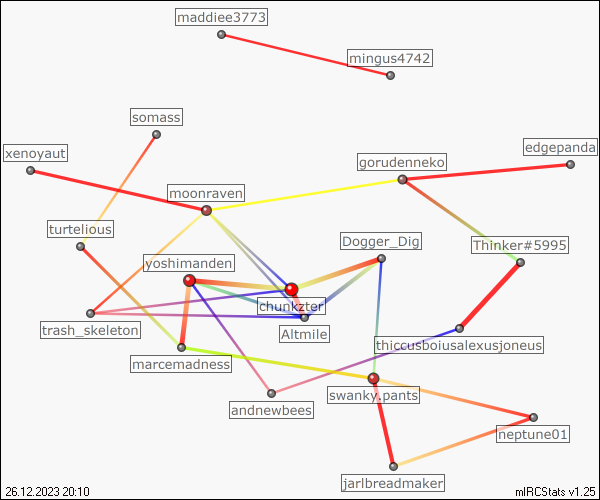 maddiee3773
mingus4742
somass
edgepanda
xenoyaut
gorudenneko
moonraven
turtelious
Dogger_Dig
Thinker#5995
yoshimanden
chunkzter
trash_skeleton
Altmile
thiccusboiusalexusjoneus
marcemadness
swanky.pants
andnewbees
neptune01
jarlbreadmaker
26.12.2023 20:10
mIRCStats v1.25